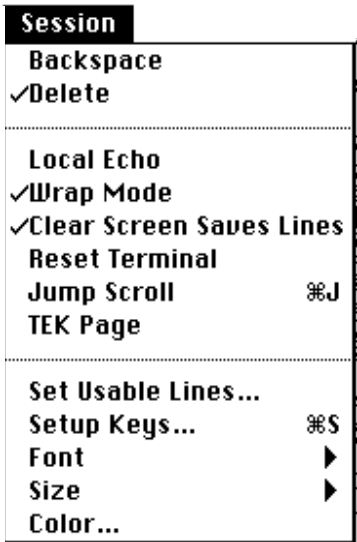 Session
Backspace
✓Delete
Local Echo
✓Wrap Mode
✓Clear Screen Saves Lines
Reset Terminal
Jump Scroll ⌘J
TEK Page
Set Usable Lines...
Setup Keys... ⌘S
Font ▶
Size ▶
Color...